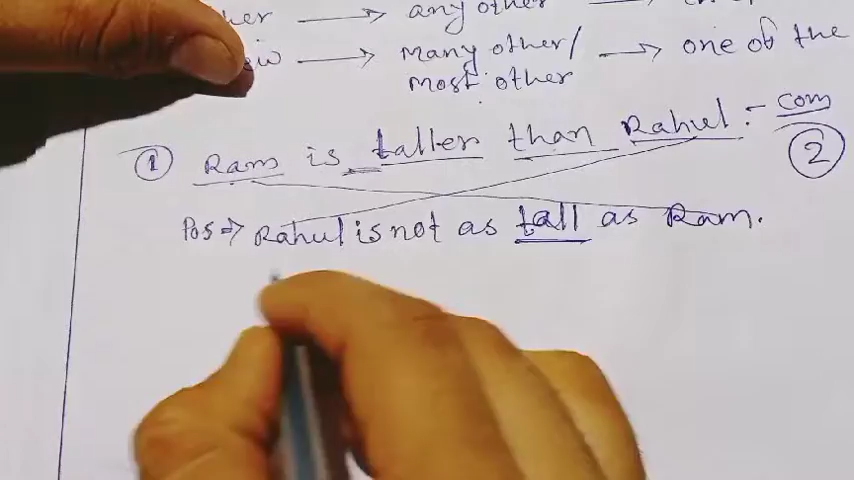 any other
many other/ one of the
most other
① Ram is taller than Rahul :- com
②
Pos ⇒ Rahul is not as tall as Ram.